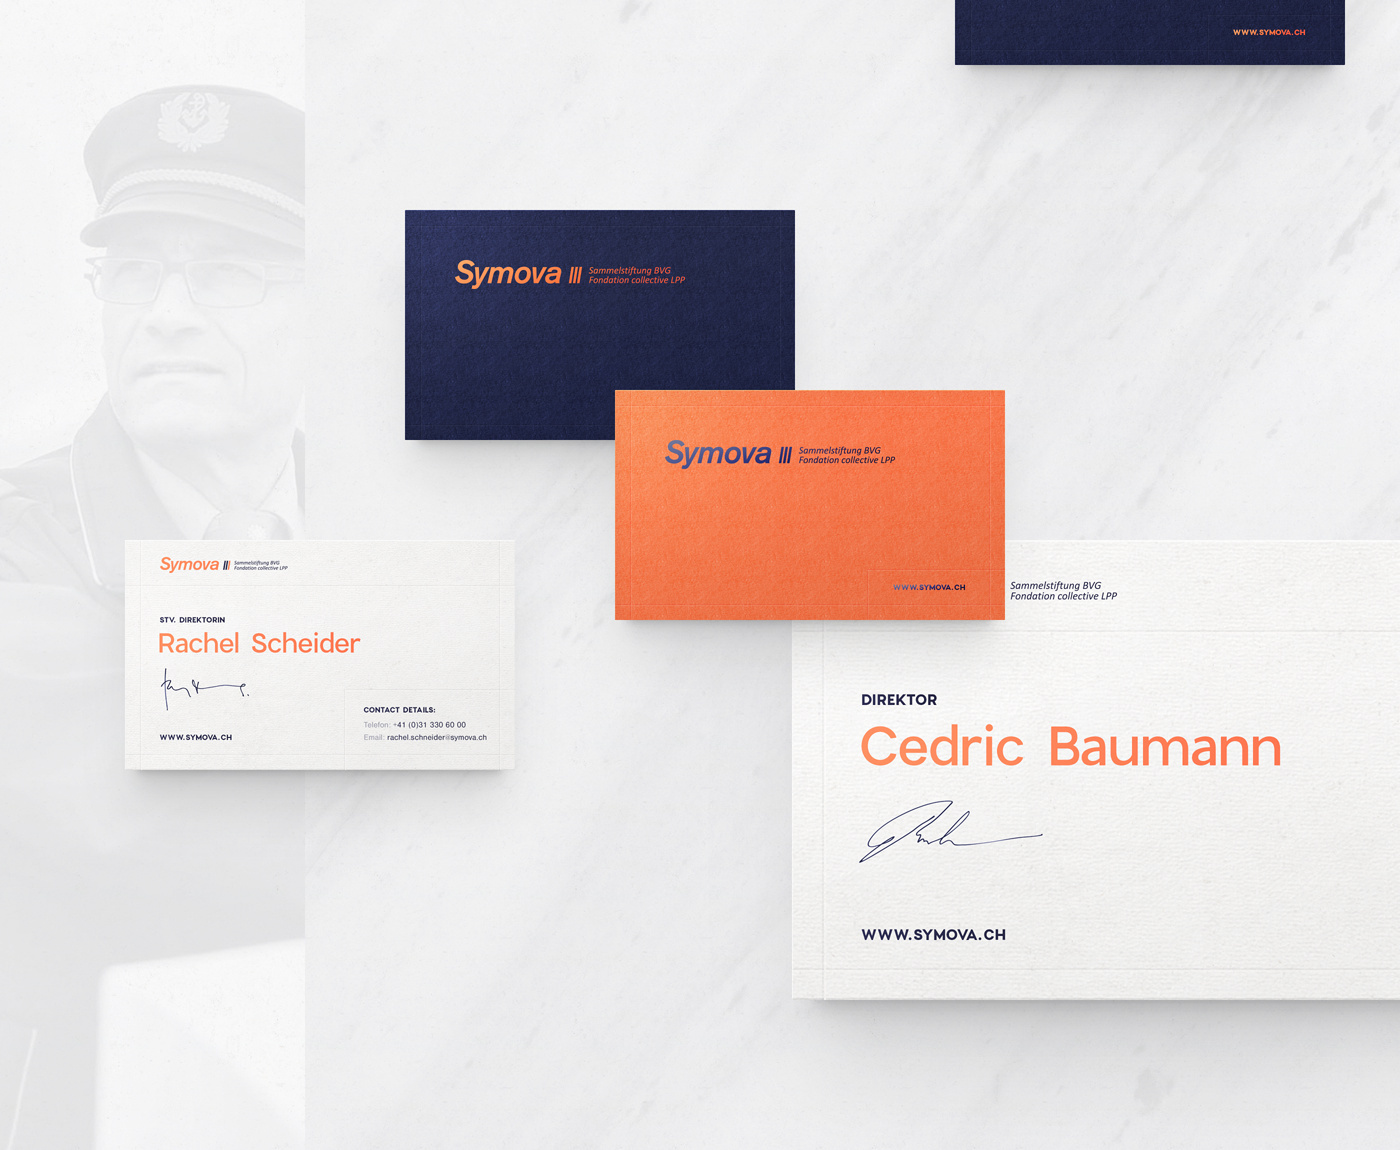 WWW.SYMOVA.CH
Symova Sammelstiftung BVG
Fondation collective LPP
Symova Sammelstiftung BVG
Fondation collective LPP
WWW.SYMOVA.CH
Symova Sammelstiftung BVG
Fondation collective LPP
STV. DIREKTORIN
Rachel Scheider
CONTACT DETAILS:
Telefon: +41 (0)31 330 60 00
Email: rachel.schneider@symova.ch
WWW.SYMOVA.CH
Sammelstiftung BVG
Fondation collective LPP
DIREKTOR
Cedric Baumann
WWW.SYMOVA.CH